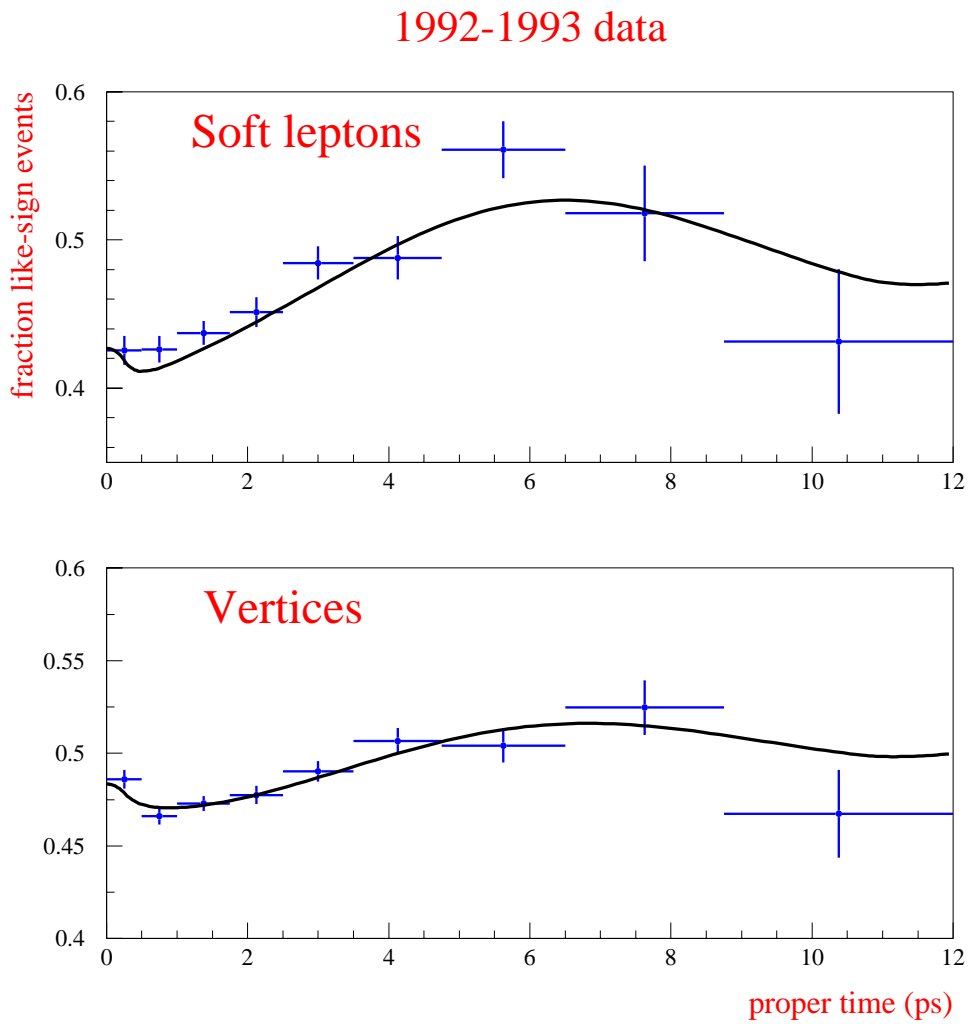 1992-1993 data
fraction like-sign events
Soft leptons
0.6
0.5
0.4
0 2 4 6 8 10 12
Vertices
0.6
0.55
0.5
0.45
0.4
0 2 4 6 8 10 12
proper time (ps)